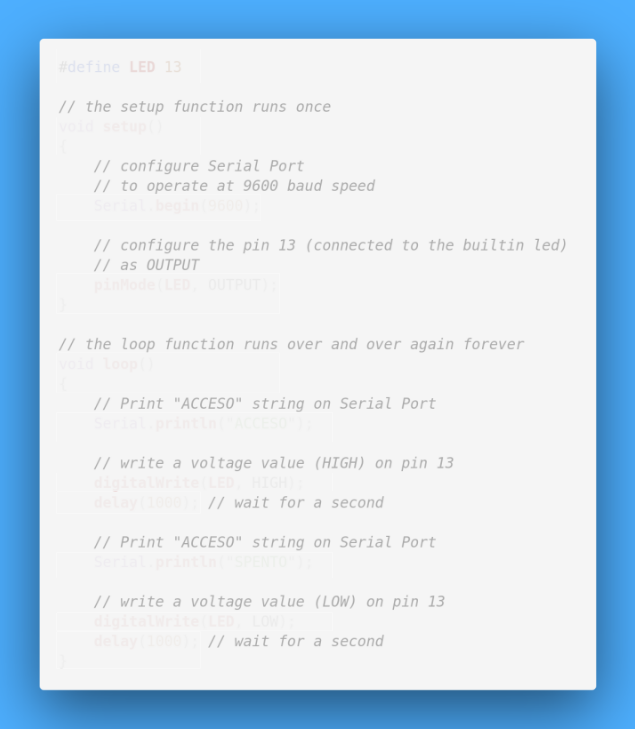 #define LED 13
// the setup function runs once
void setup()
{
// configure Serial Port
// to operate at 9600 baud speed
Serial.begin(9600);
// configure the pin 13 (connected to the builtin led)
// as OUTPUT
pinMode(LED, OUTPUT);
}
// the loop function runs over and over again forever
void loop()
{
// Print "ACCESO" string on Serial Port
Serial.println("ACCESO");
// write a voltage value (HIGH) on pin 13
digitalWrite(LED, HIGH);
delay(1000); // wait for a second
// Print "ACCESO" string on Serial Port
Serial.println("SPENTO");
// write a voltage value (LOW) on pin 13
digitalWrite(LED, LOW);
delay(1000); // wait for a second
}